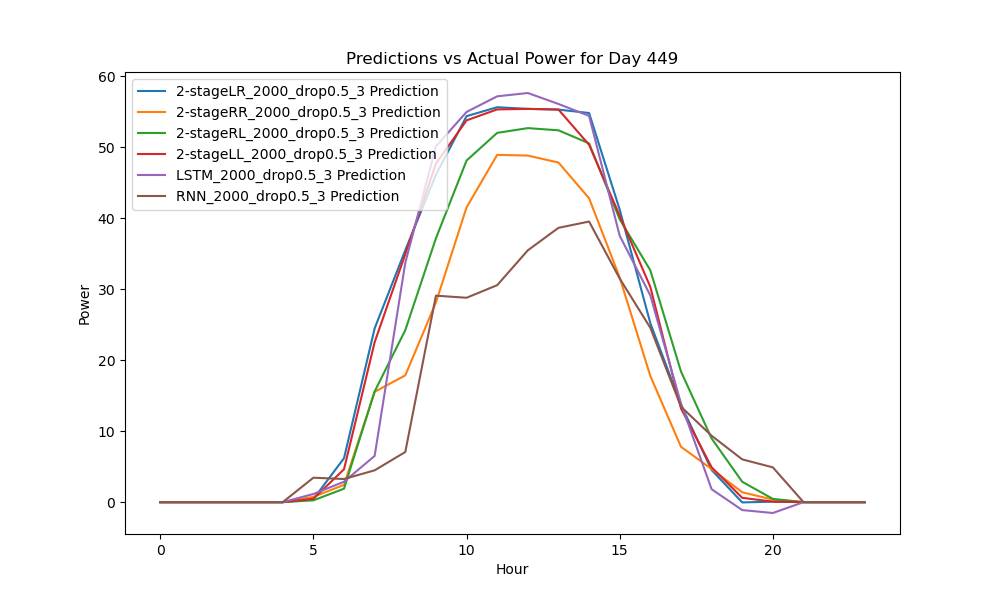 Predictions vs Actual Power for Day 449
2-stageLR_2000_drop0.5_3 Prediction
2-stageRR_2000_drop0.5_3 Prediction
2-stageRL_2000_drop0.5_3 Prediction
2-stageLL_2000_drop0.5_3 Prediction
LSTM_2000_drop0.5_3 Prediction
RNN_2000_drop0.5_3 Prediction
60
50
40
30
20
10
0
Power
0 5 10 15 20
Hour